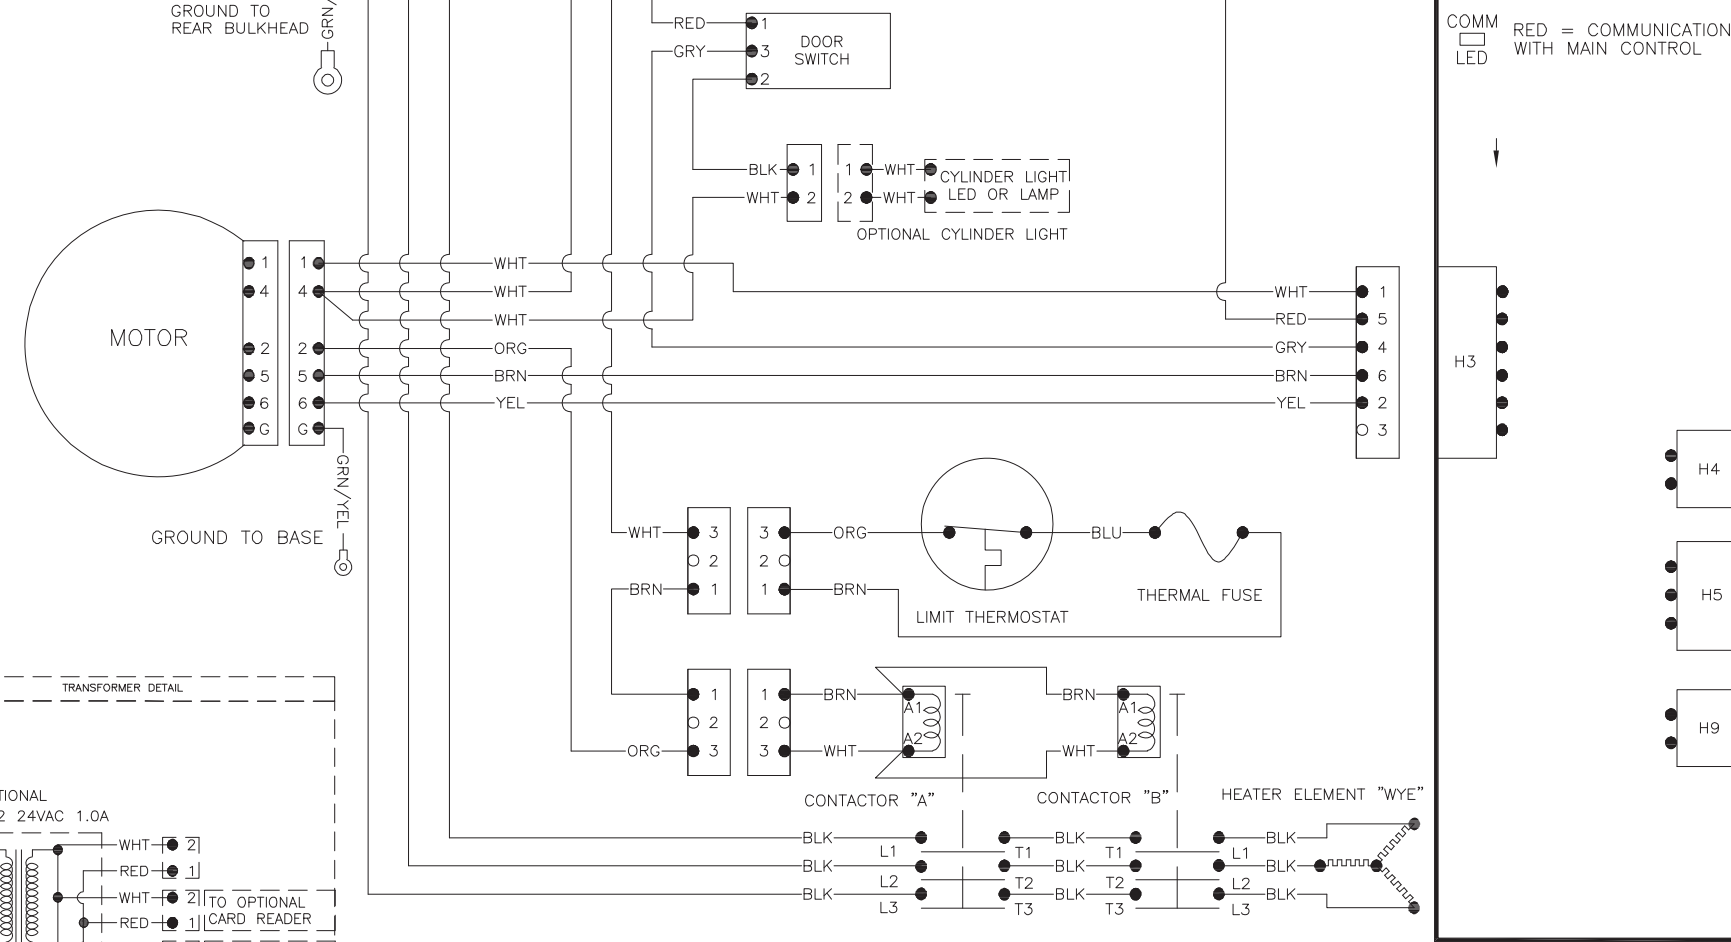 GROUND TO
REAR BULKHEAD
GRN/
RED 1
GRY 3
2
DOOR
SWITCH
COMM
LED
RED = COMMUNICATION
WITH MAIN CONTROL
BLK 1 1 WHT
WHT 2 2 WHT
CYLINDER LIGHT
LED OR LAMP
OPTIONAL CYLINDER LIGHT
MOTOR
1 1 WHT
4 4 WHT
WHT
2 2 ORG
5 5 BRN
6 6 YEL
G G
GRN/YEL
GROUND TO BASE
WHT 1
RED 5
GRY 4
BRN 6
YEL 2
3
H3
H4
H5
H9
WHT 3 3 ORG BLU
2 2
BRN 1 1 BRN
LIMIT THERMOSTAT
THERMAL FUSE
1 1 BRN A1 BRN A1
2 2
ORG 3 3 WHT A2 WHT A2
CONTACTOR "A"
CONTACTOR "B"
HEATER ELEMENT "WYE"
BLK BLK BLK
L1 T1 T1 L1
BLK BLK BLK
L2 T2 T2 L2
BLK BLK BLK
L3 T3 T3 L3
TRANSFORMER DETAIL
TIONAL
2 24VAC 1.0A
WHT 2
RED 1
WHT 2
RED 1
TO OPTIONAL
CARD READER